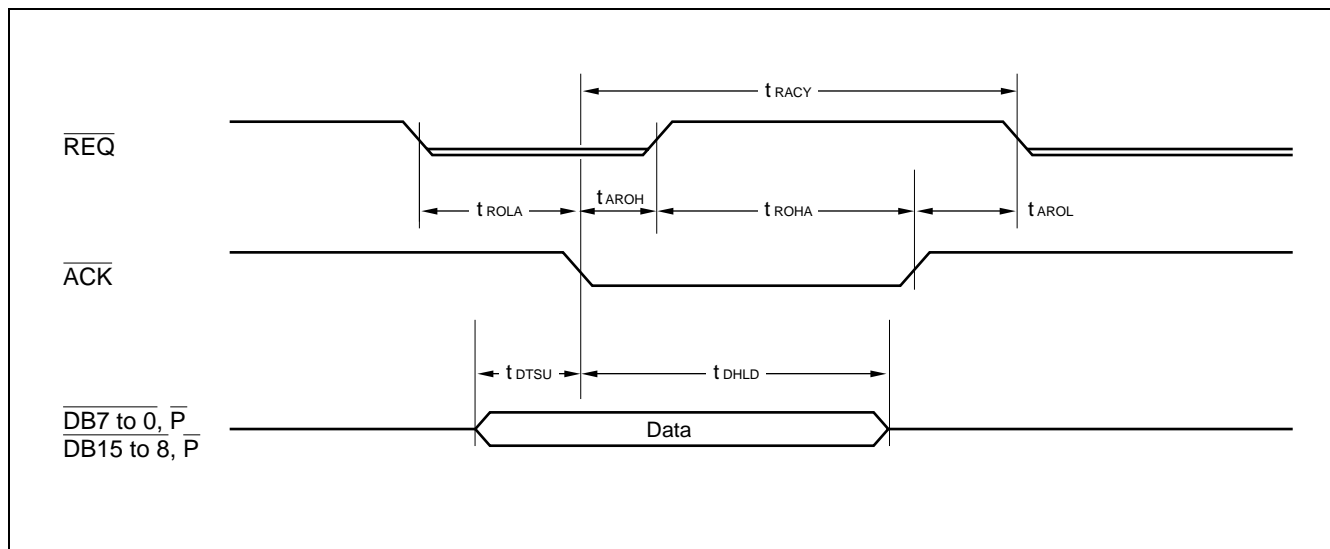 t RACY
REQ
t ROLA
t AROH
t ROHA
t AROL
ACK
t DTSU
t DHLD
DB7 to 0, P
DB15 to 8, P
Data